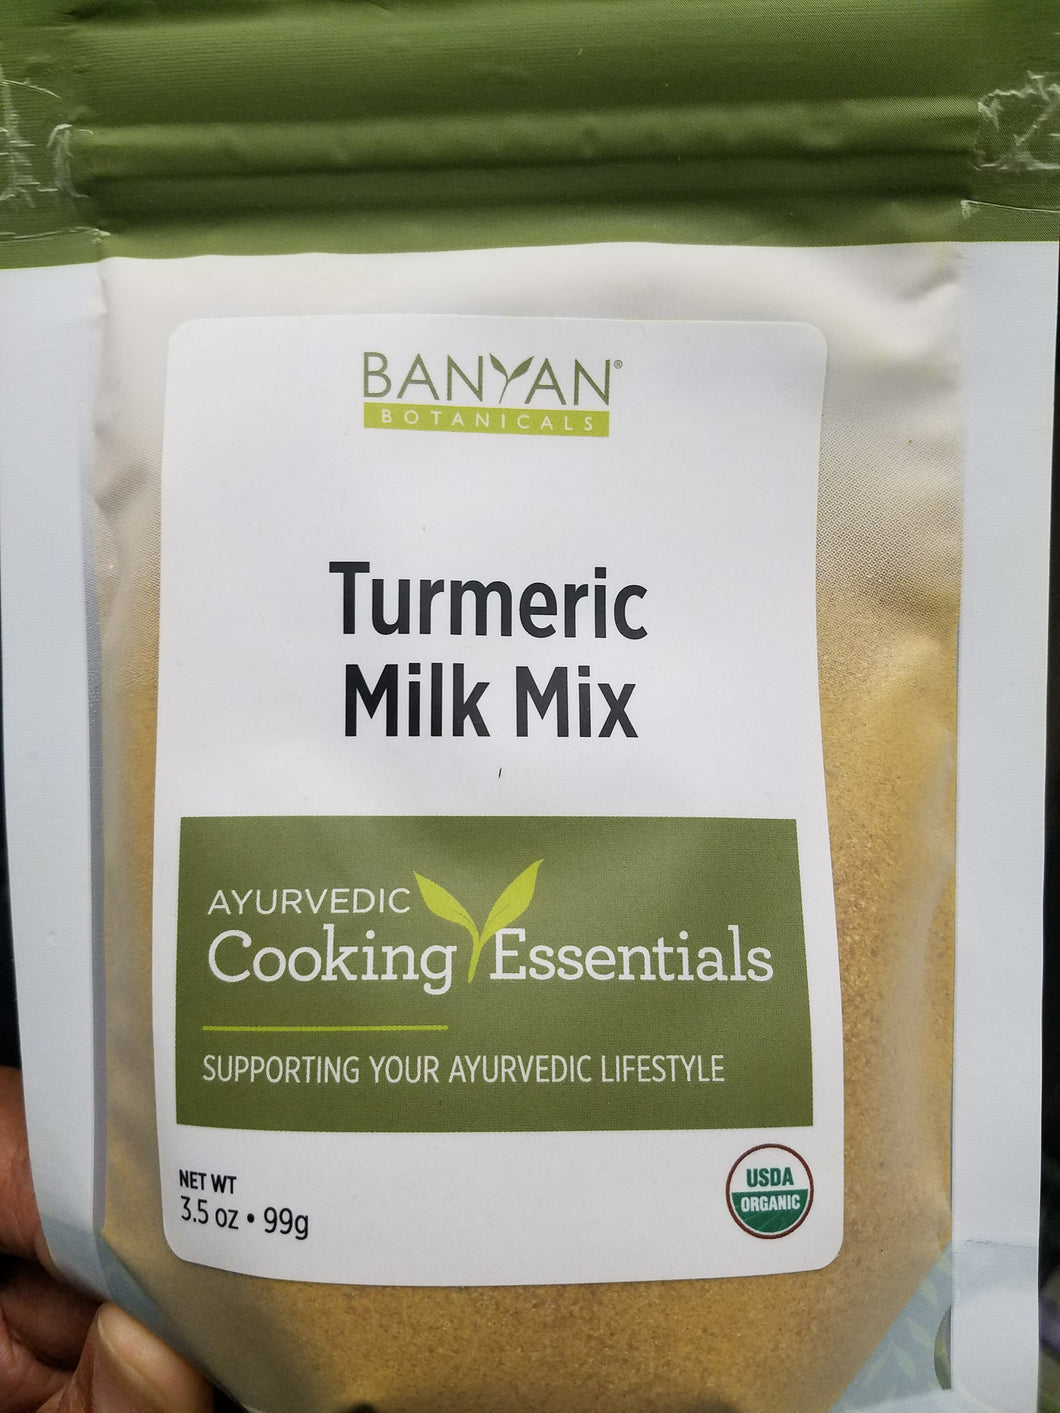 BANYAN®
BOTANICALS
Turmeric
Milk Mix
AYURVEDIC
Cooking Essentials
SUPPORTING YOUR AYURVEDIC LIFESTYLE
NET WT
3.5 oz • 99g
USDA
ORGANIC